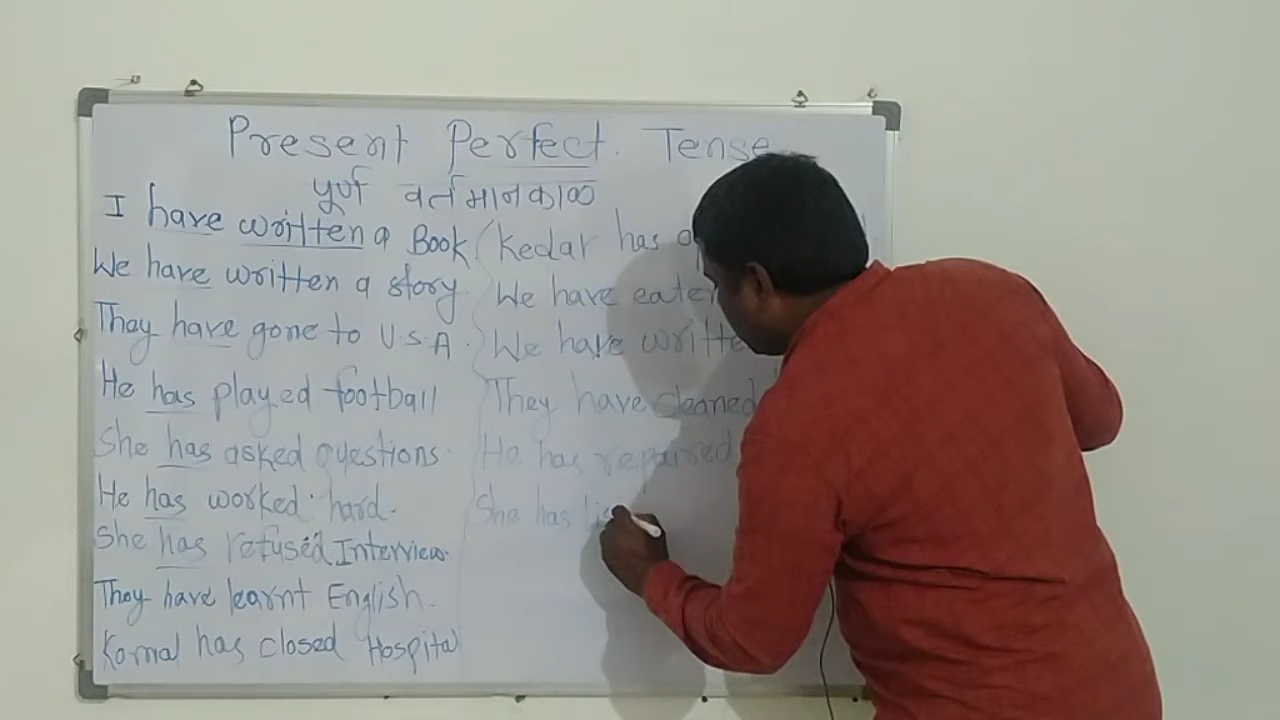 Present Perfect. Tense
पूर्ण वर्तमानकाळ
I have written a Book
We have written a story.
They have gone to U.S.A.
He has played football
She has asked questions.
He has worked hard.
She has refused Interview.
They have learnt English.
Komal has closed Hospital
Kedar has
We have eaten
We have
They have cleaned
He has repaired
She has